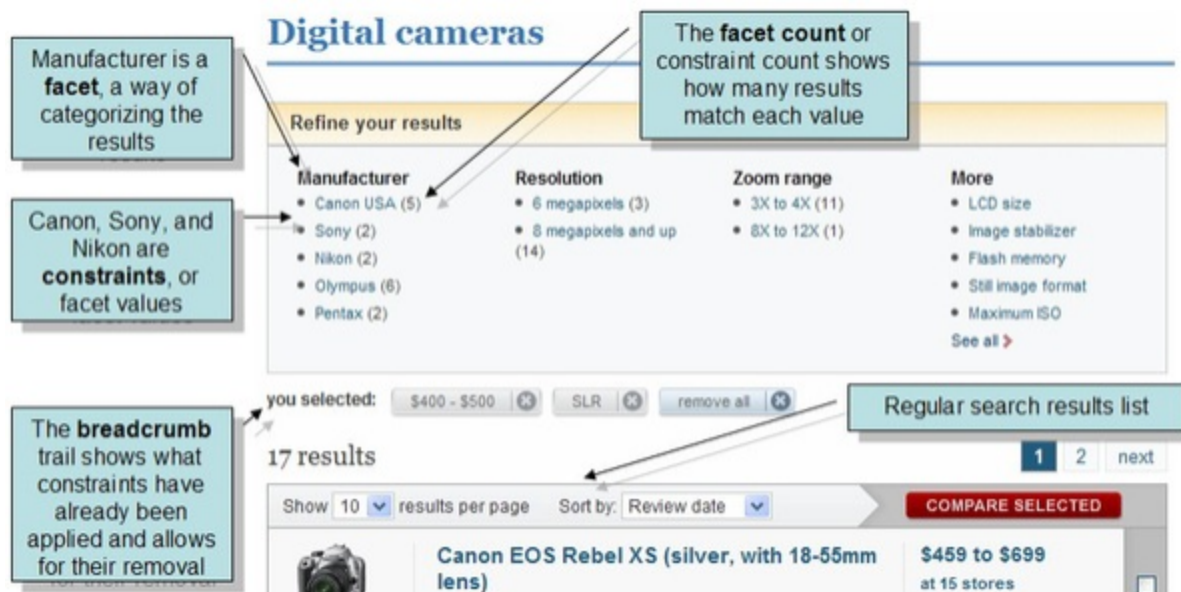 Digital cameras
Manufacturer is a
facet, a way of
categorizing the
results
The facet count or
constraint count shows
how many results
match each value
Refine your results
Manufacturer
Canon USA (5)
Sony (2)
Nikon (2)
Olympus (6)
Pentax (2)
Resolution
6 megapixels (3)
8 megapixels and up
(14)
Zoom range
3X to 4X (11)
8X to 12X (1)
More
LCD size
Image stabilizer
Flash memory
Still image format
Maximum ISO
See all
Canon, Sony, and
Nikon are
constraints, or
facet values
you selected:
$400 - $500
SLR
remove all
Regular search results list
The breadcrumb
trail shows what
constraints have
already been
applied and allows
for their removal
17 results
1 2 next
Show 10 results per page Sort by: Review date
COMPARE SELECTED
Canon EOS Rebel XS (silver, with 18-55mm
lens)
$459 to $699
at 15 stores